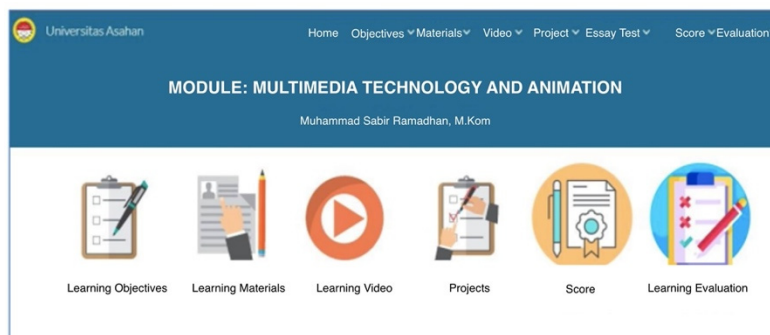 Universitas Asahan
Home Objectives Materials Video Project Essay Test Score Evaluation
MODULE: MULTIMEDIA TECHNOLOGY AND ANIMATION
Muhammad Sabir Ramadhan, M.Kom
Learning Objectives Learning Materials Learning Video Projects Score Learning Evaluation